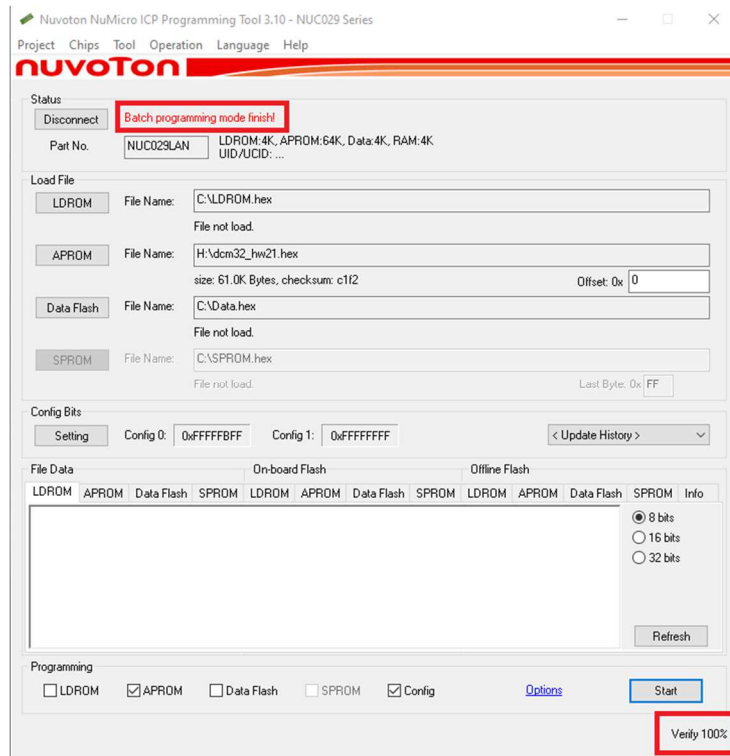 Nuvoton NuMicro ICP Programming Tool 3.10 - NUC029 Series
Project Chips Tool Operation Language Help
nuvoTon
Status
Disconnect Batch programming mode finish!
Part No. NUC029LAN LDROM:4K, APROM:64K, Data:4K, RAM:4K
UID/UCID: ...
Load File
LDROM File Name: C:\LDROM.hex
File not load.
APROM File Name: H:\dcm32_hw21.hex
size: 61.0K Bytes, checksum: c1f2 Offset: 0x 0
Data Flash File Name: C:\Data.hex
File not load.
SPROM File Name: C:\SPROM.hex
File not load. Last Byte: 0x FF
Config Bits
Setting Config 0: 0xFFFFFBFF Config 1: 0xFFFFFFFF < Update History >
File Data On-board Flash Offline Flash
LDROM APROM Data Flash SPROM LDROM APROM Data Flash SPROM LDROM APROM Data Flash SPROM Info
8 bits
16 bits
32 bits
Refresh
Programming
LDROM APROM Data Flash SPROM Config Options Start
Verify 100%